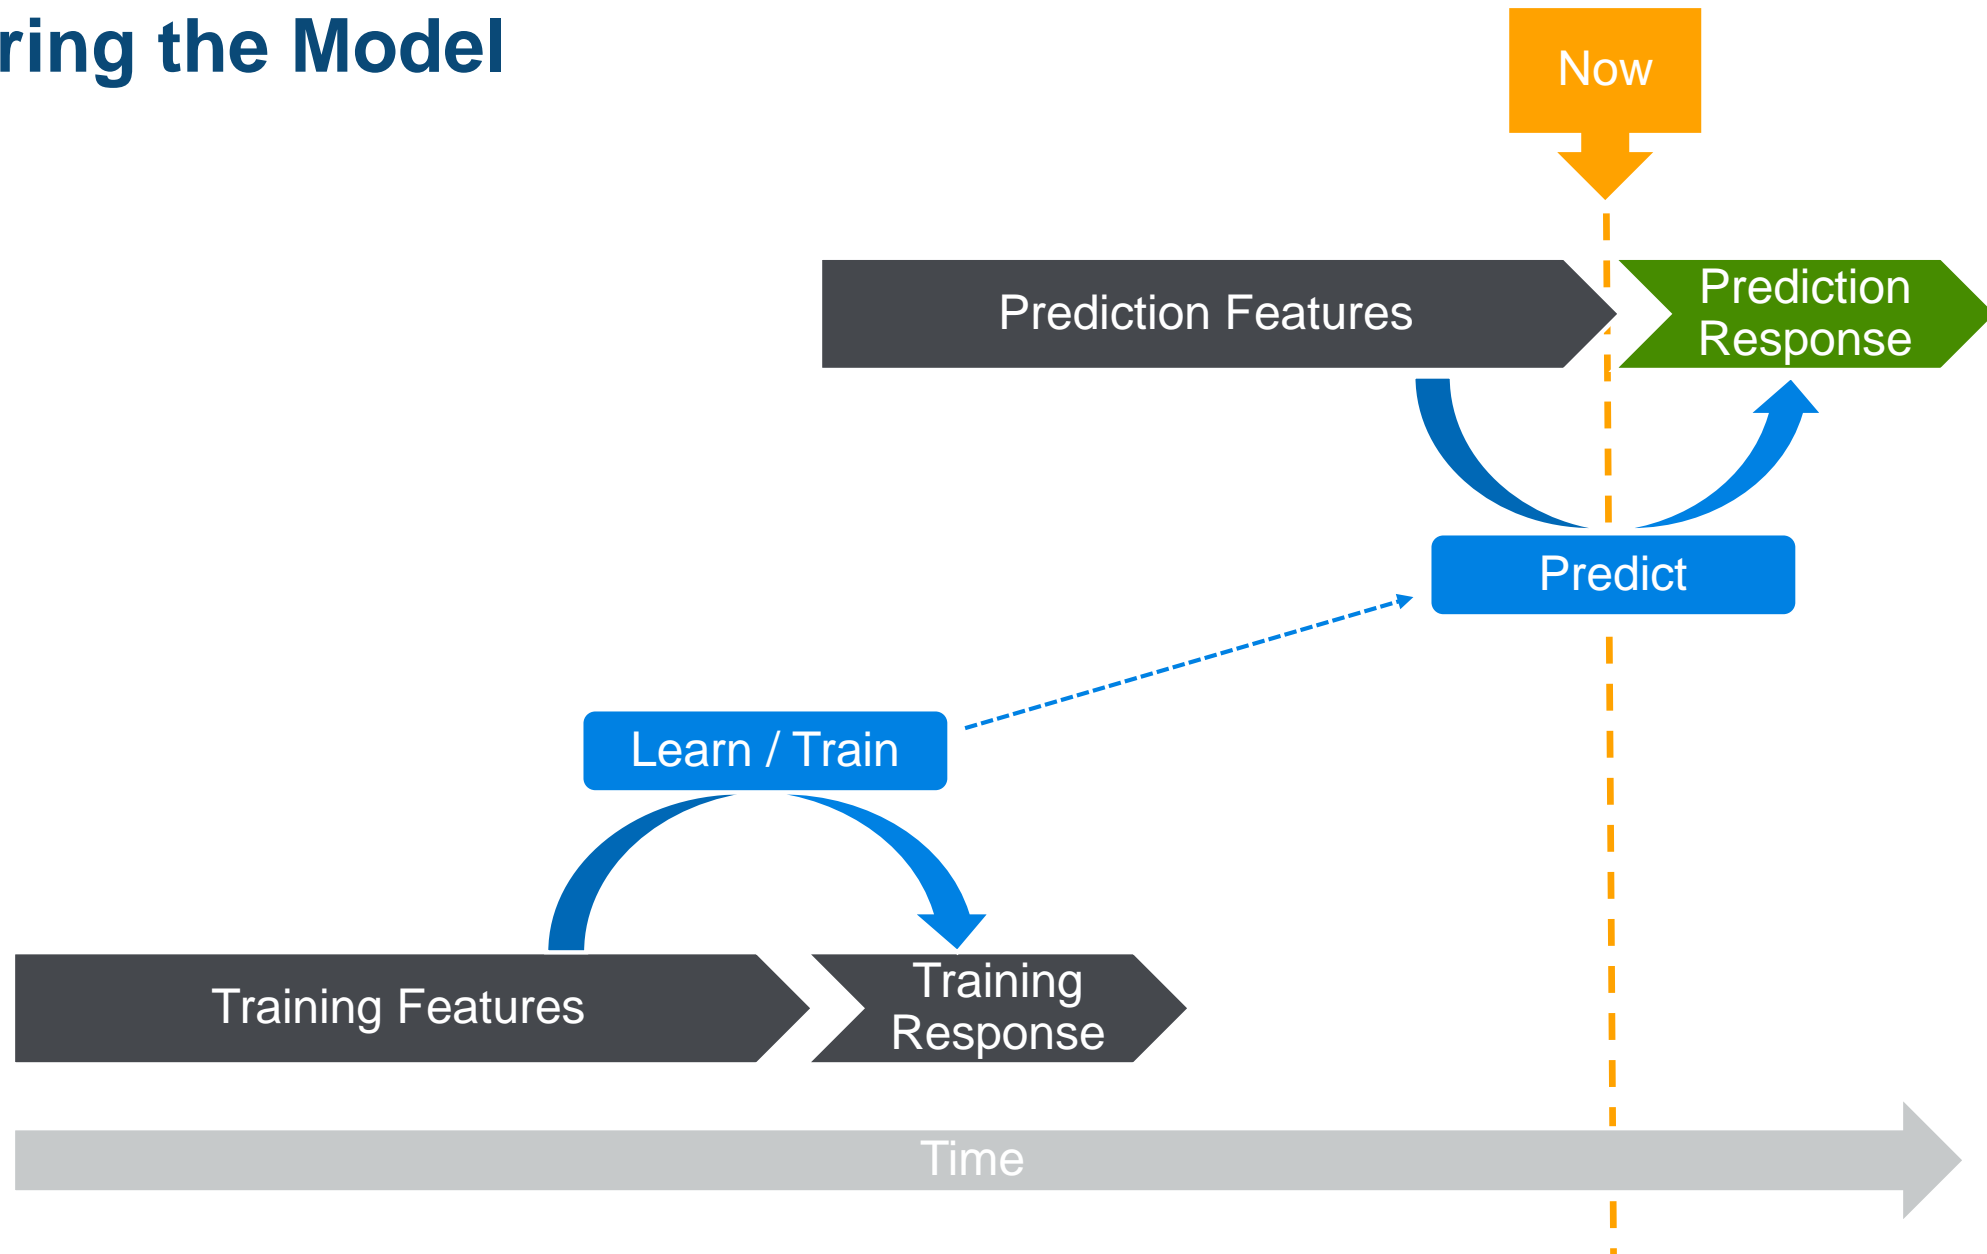 ring the Model
Now
Prediction Features
Prediction
Response
Predict
Learn / Train
Training Features
Training
Response
Time